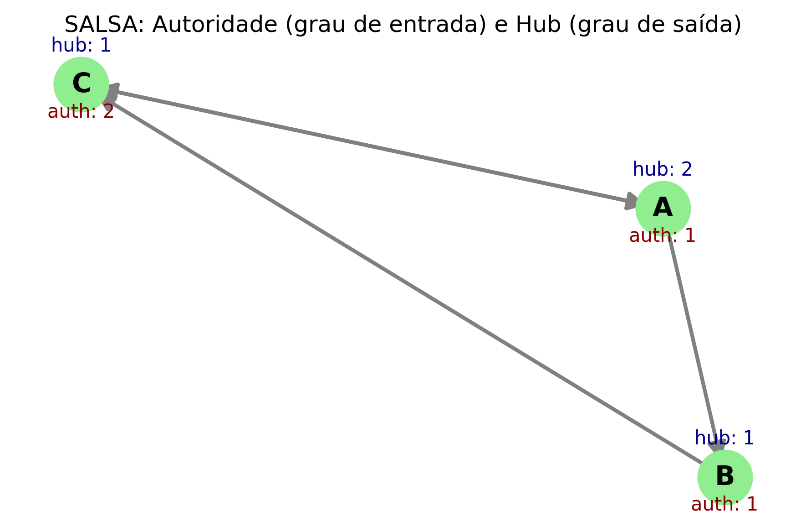 SALSA: Autoridade (grau de entrada) e Hub (grau de saída)
hub: 1
C
auth: 2
hub: 2
A
auth: 1
hub: 1
B
auth: 1